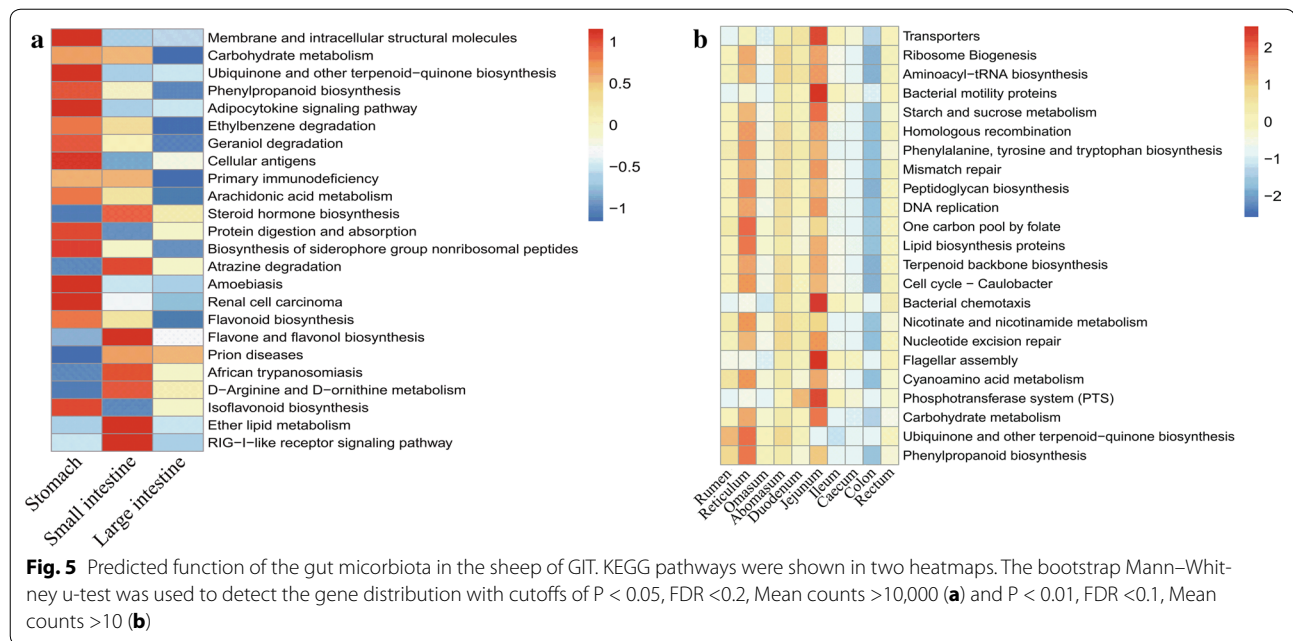 a
Membrane and intracellular structural molecules
Carbohydrate metabolism
Ubiquinone and other terpenoid−quinone biosynthesis
Phenylpropanoid biosynthesis
Adipocytokine signaling pathway
Ethylbenzene degradation
Geraniol degradation
Cellular antigens
Primary immunodeficiency
Arachidonic acid metabolism
Steroid hormone biosynthesis
Protein digestion and absorption
Biosynthesis of siderophore group nonribosomal peptides
Atrazine degradation
Amoebiasis
Renal cell carcinoma
Flavonoid biosynthesis
Flavone and flavonol biosynthesis
Prion diseases
African trypanosomiasis
D−Arginine and D−ornithine metabolism
Isoflavonoid biosynthesis
Ether lipid metabolism
RIG−I−like receptor signaling pathway
Stomach
Small intestine
Large intestine
1
0.5
0
−0.5
−1
b
Transporters
Ribosome Biogenesis
Aminoacyl−tRNA biosynthesis
Bacterial motility proteins
Starch and sucrose metabolism
Homologous recombination
Phenylalanine, tyrosine and tryptophan biosynthesis
Mismatch repair
Peptidoglycan biosynthesis
DNA replication
One carbon pool by folate
Lipid biosynthesis proteins
Terpenoid backbone biosynthesis
Cell cycle − Caulobacter
Bacterial chemotaxis
Nicotinate and nicotinamide metabolism
Nucleotide excision repair
Flagellar assembly
Cyanoamino acid metabolism
Phosphotransferase system (PTS)
Carbohydrate metabolism
Ubiquinone and other terpenoid−quinone biosynthesis
Phenylpropanoid biosynthesis
Rumen
Reticulum
Omasum
Abomasum
Duodenum
Jejunum
Ileum
Caecum
Colon
Rectum
2
1
0
−1
−2
Fig. 5 Predicted function of the gut micorbiota in the sheep of GIT. KEGG pathways were shown in two heatmaps. The bootstrap Mann–Whit-
ney u-test was used to detect the gene distribution with cutoffs of P < 0.05, FDR <0.2, Mean counts >10,000 (a) and P < 0.01, FDR <0.1, Mean
counts >10 (b)